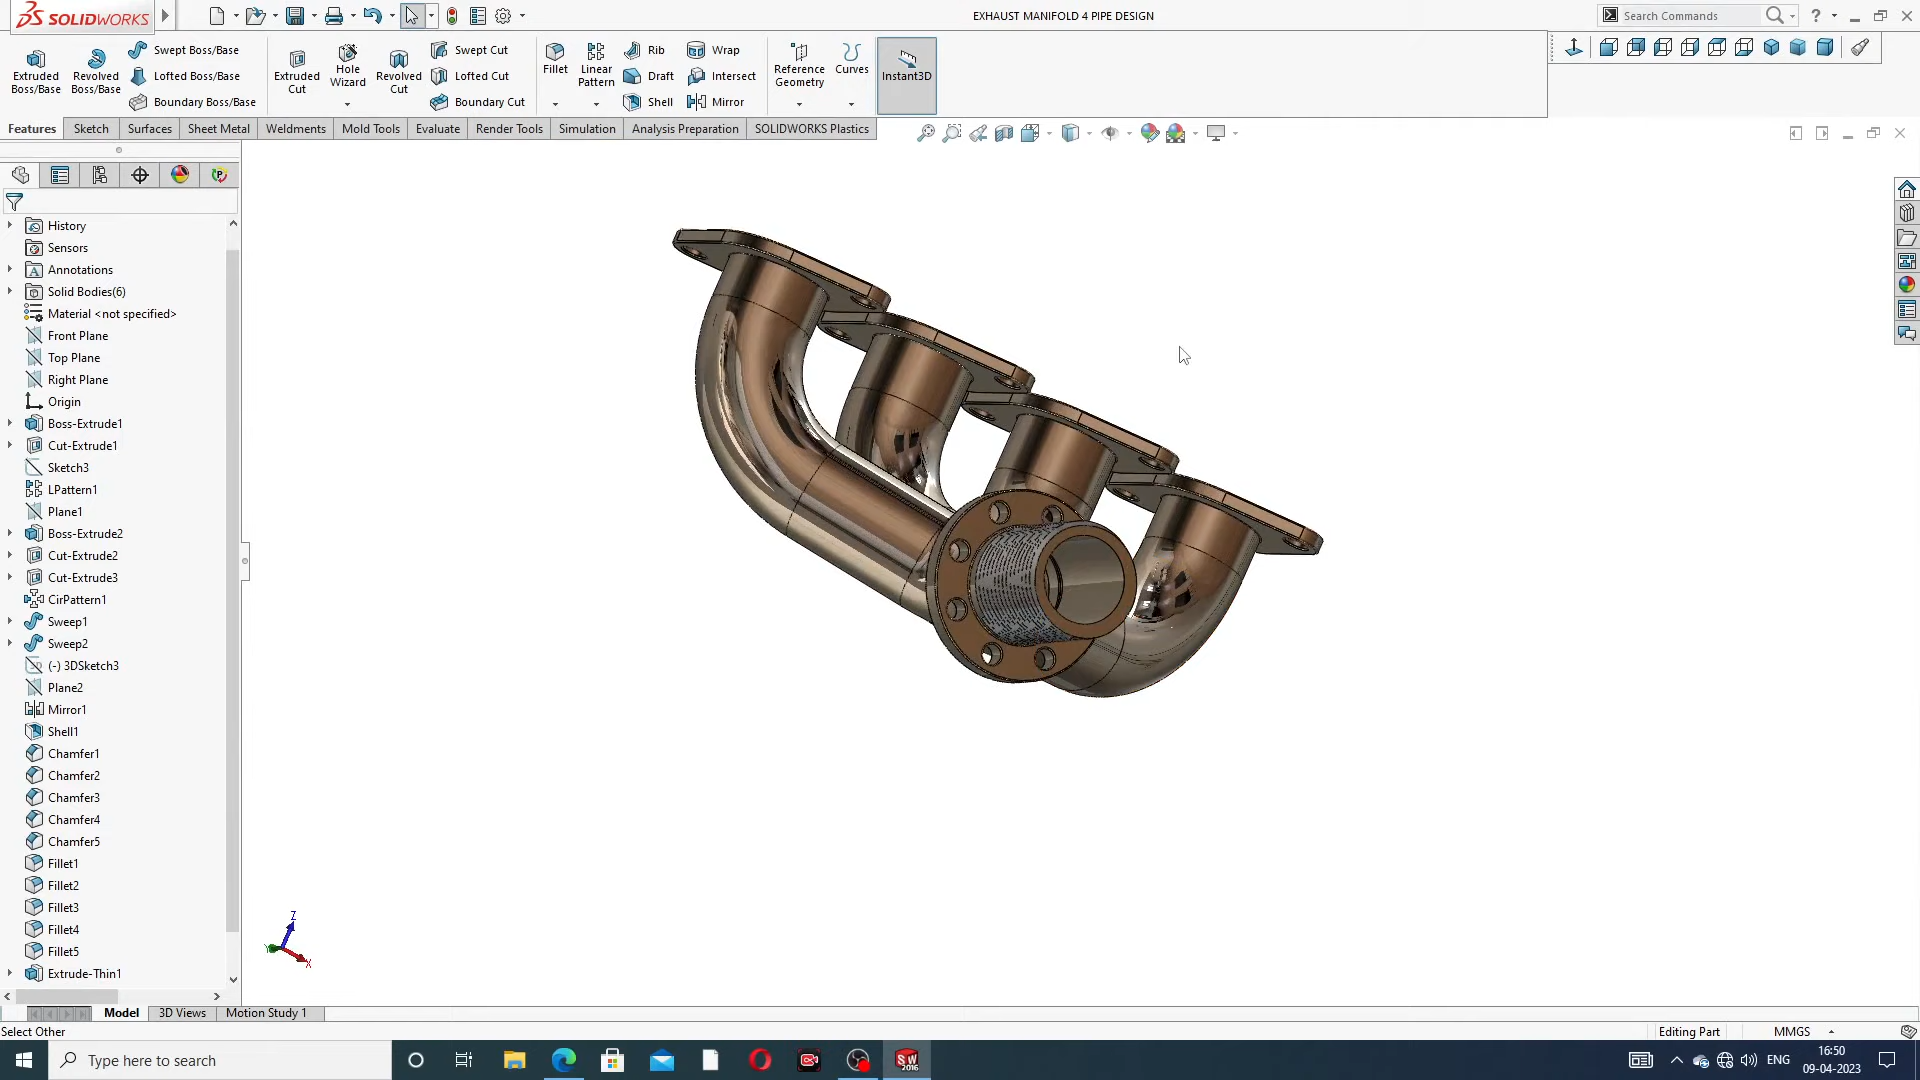 SOLIDWORKS
EXHAUST MANIFOLD 4 PIPE DESIGN
Search Commands
Extruded Boss/Base
Revolved Boss/Base
Swept Boss/Base
Lofted Boss/Base
Boundary Boss/Base
Extruded Cut
Hole Wizard
Revolved Cut
Swept Cut
Lofted Cut
Boundary Cut
Fillet
Linear Pattern
Rib
Draft
Shell
Wrap
Intersect
Mirror
Reference Geometry
Curves
Instant3D
Features
Sketch
Surfaces
Sheet Metal
Weldments
Mold Tools
Evaluate
Render Tools
Simulation
Analysis Preparation
SOLIDWORKS Plastics
History
Sensors
Annotations
Solid Bodies(6)
Material <not specified>
Front Plane
Top Plane
Right Plane
Origin
Boss-Extrude1
Cut-Extrude1
Sketch3
LPattern1
Plane1
Boss-Extrude2
Cut-Extrude2
Cut-Extrude3
CirPattern1
Sweep1
Sweep2
(-) 3DSketch3
Plane2
Mirror1
Shell1
Chamfer1
Chamfer2
Chamfer3
Chamfer4
Chamfer5
Fillet1
Fillet2
Fillet3
Fillet4
Fillet5
Extrude-Thin1
Z
Y
X
Model
3D Views
Motion Study 1
Select Other
Editing Part
MMGS
Type here to search
SW
2016
ENG
16:50
09-04-2023